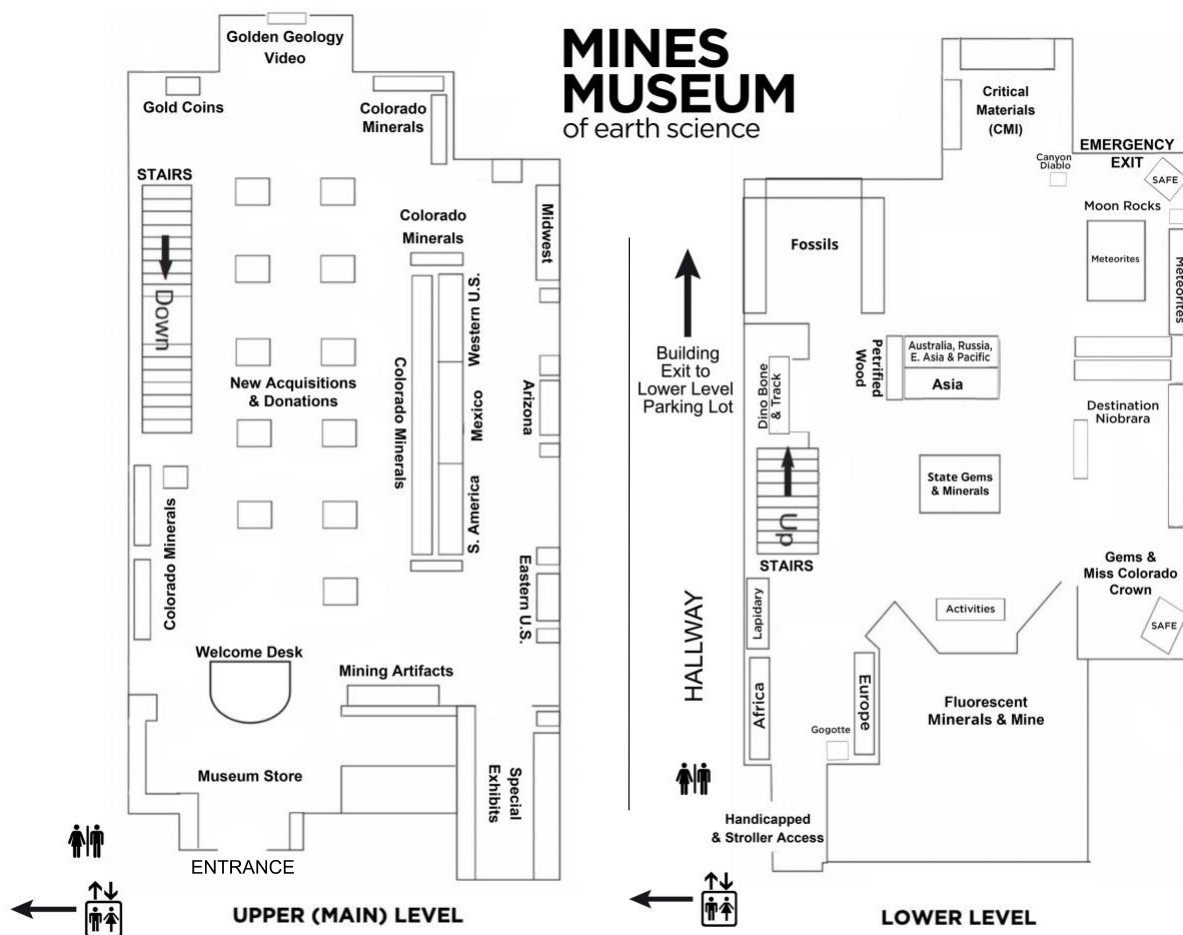 MINES
MUSEUM
of earth science
Golden Geology
Video
Gold Coins
Colorado
Minerals
STAIRS
Down
Colorado
Minerals
Midwest
Western U.S.
New Acquisitions
& Donations
Colorado Minerals
Mexico
Arizona
S. America
Colorado Minerals
Eastern U.S.
Welcome Desk
Mining Artifacts
Museum Store
Special
Exhibits
ENTRANCE
UPPER (MAIN) LEVEL
Building
Exit to
Lower Level
Parking Lot
HALLWAY
Critical
Materials
(CMI)
EMERGENCY
EXIT
Canyon
Diablo
SAFE
Moon Rocks
Fossils
Meteorites
Meteorites
Petrified
Wood
Australia, Russia,
E. Asia & Pacific
Asia
Dino Bone
& Track
Destination
Niobrara
State Gems
& Minerals
Up
STAIRS
Gems &
Miss Colorado
Crown
SAFE
Lapidary
Activities
Africa
Europe
Gogotte
Fluorescent
Minerals & Mine
Handicapped
& Stroller Access
LOWER LEVEL